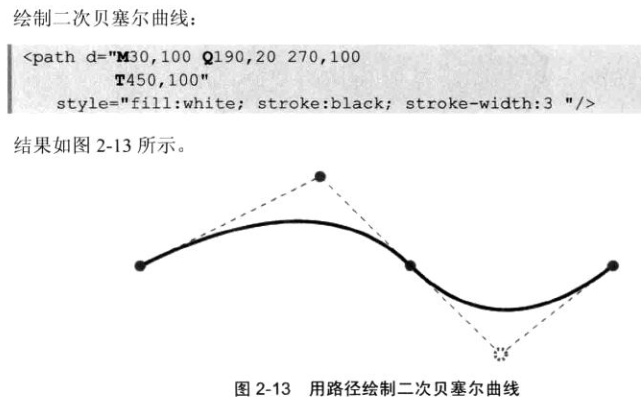 绘制二次贝塞尔曲线：
<path d="M30,100 Q190,20 270,100
T450,100"
style="fill:white; stroke:black; stroke-width:3 "/>
结果如图 2-13 所示。
图 2-13 用路径绘制二次贝塞尔曲线